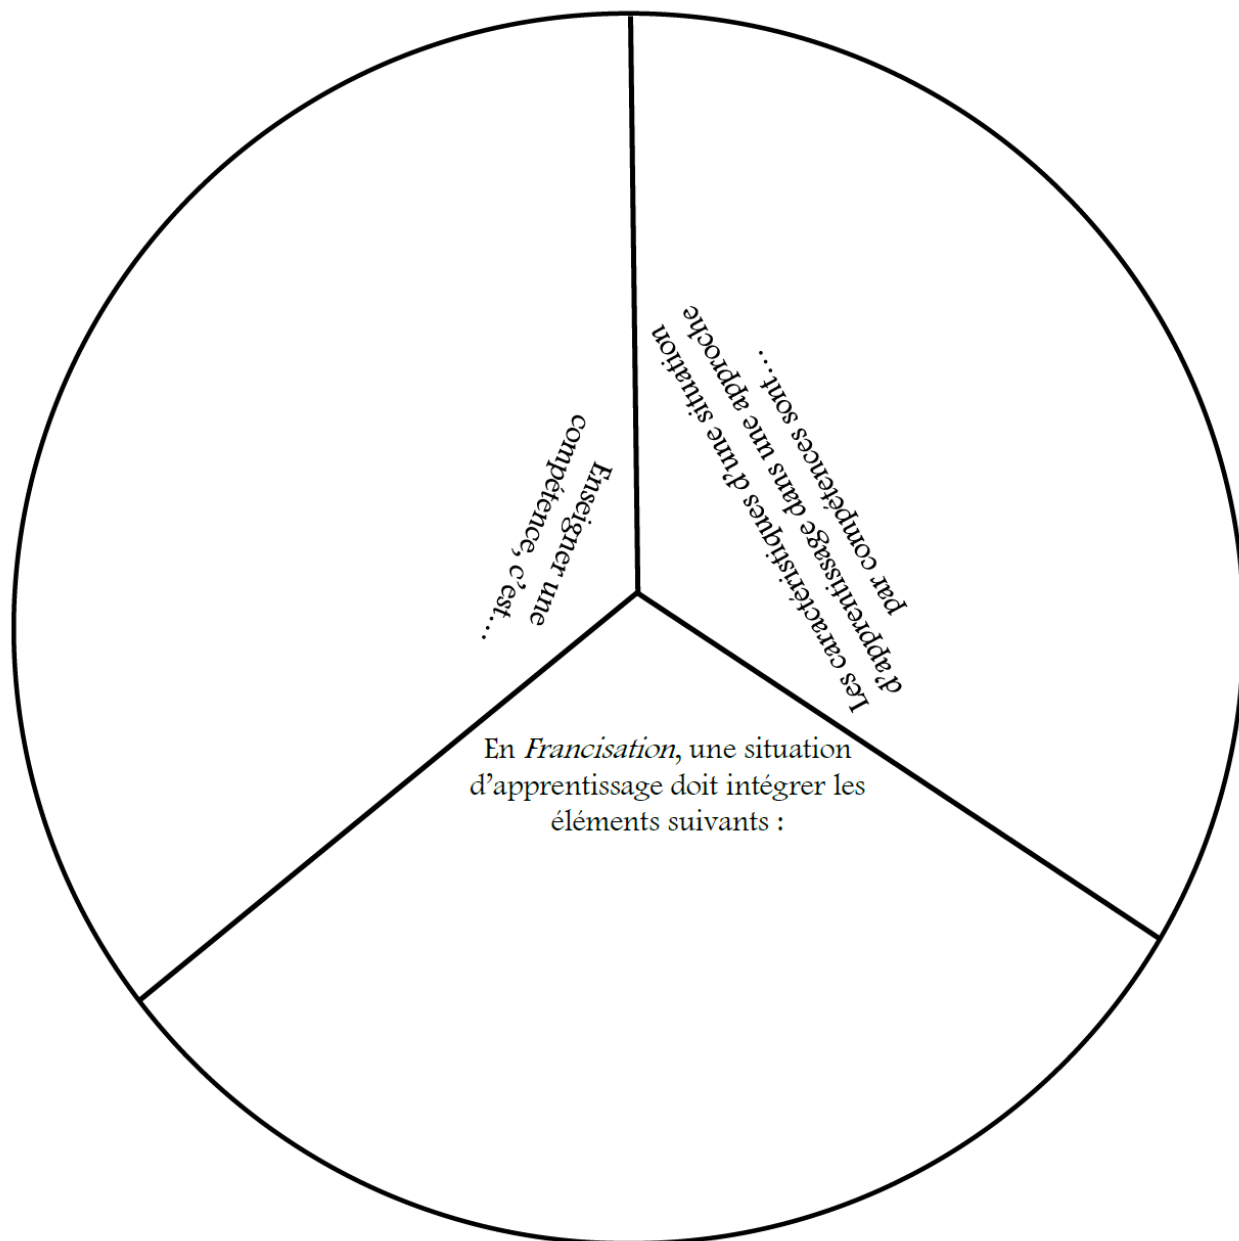 Enseigner une
compétence, c'est...
Les caractéristiques d'une situation
d'apprentissage dans une approche
par compétences sont...
En Francisation, une situation
d'apprentissage doit intégrer les
éléments suivants :